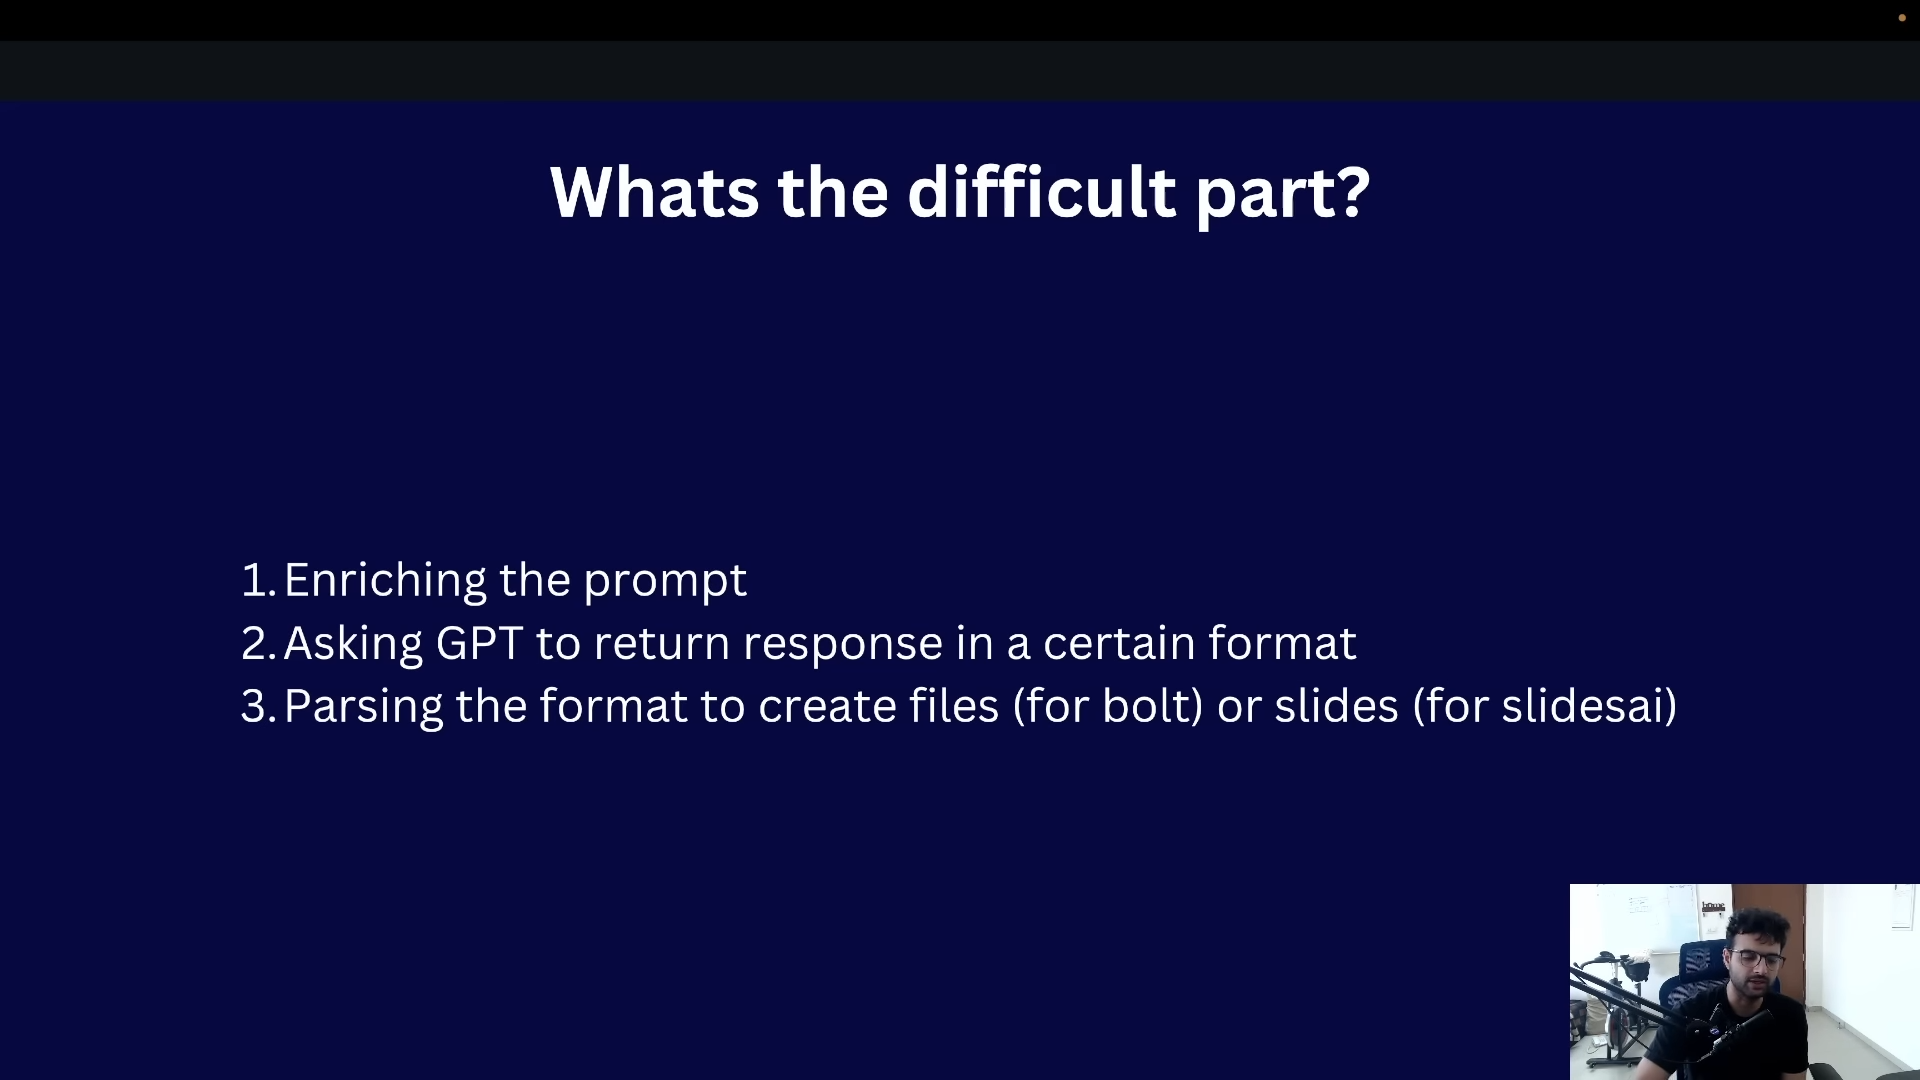 Whats the difficult part?
1. Enriching the prompt
2. Asking GPT to return response in a certain format
3. Parsing the format to create files (for bolt) or slides (for slidesai)
home